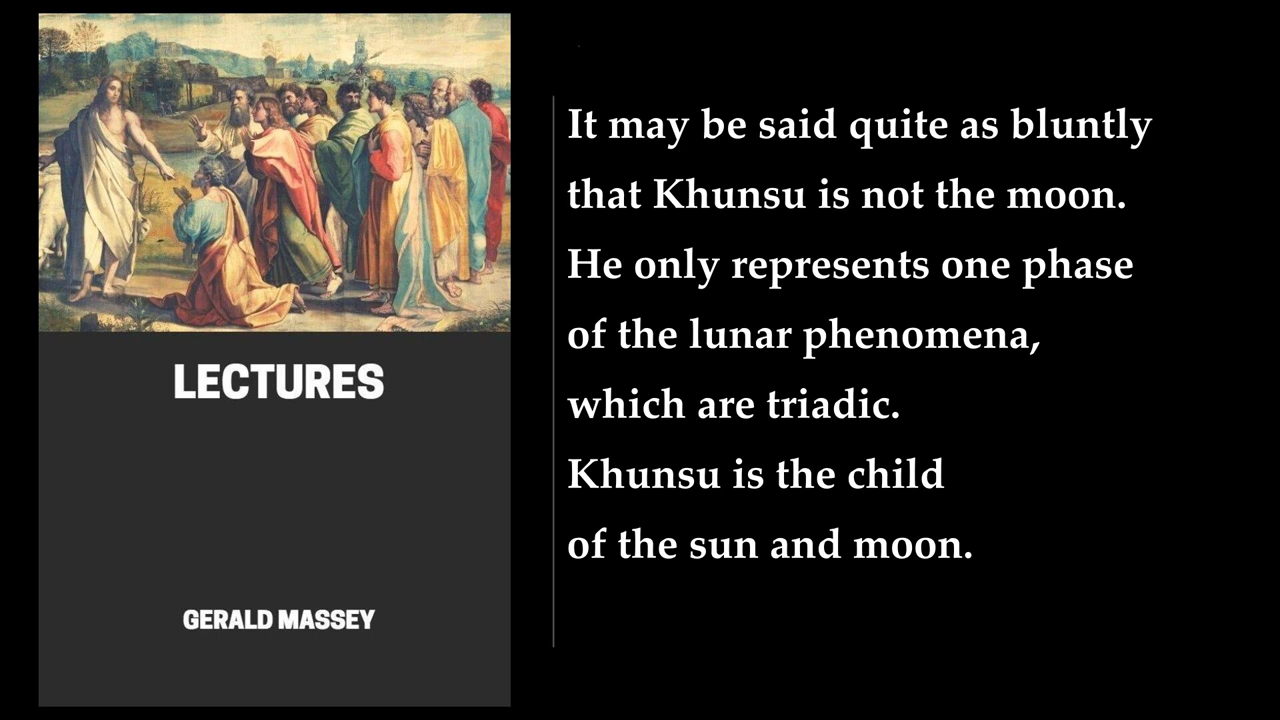 LECTURES
GERALD MASSEY
It may be said quite as bluntly
that Khunsu is not the moon.
He only represents one phase
of the lunar phenomena,
which are triadic.
Khunsu is the child
of the sun and moon.